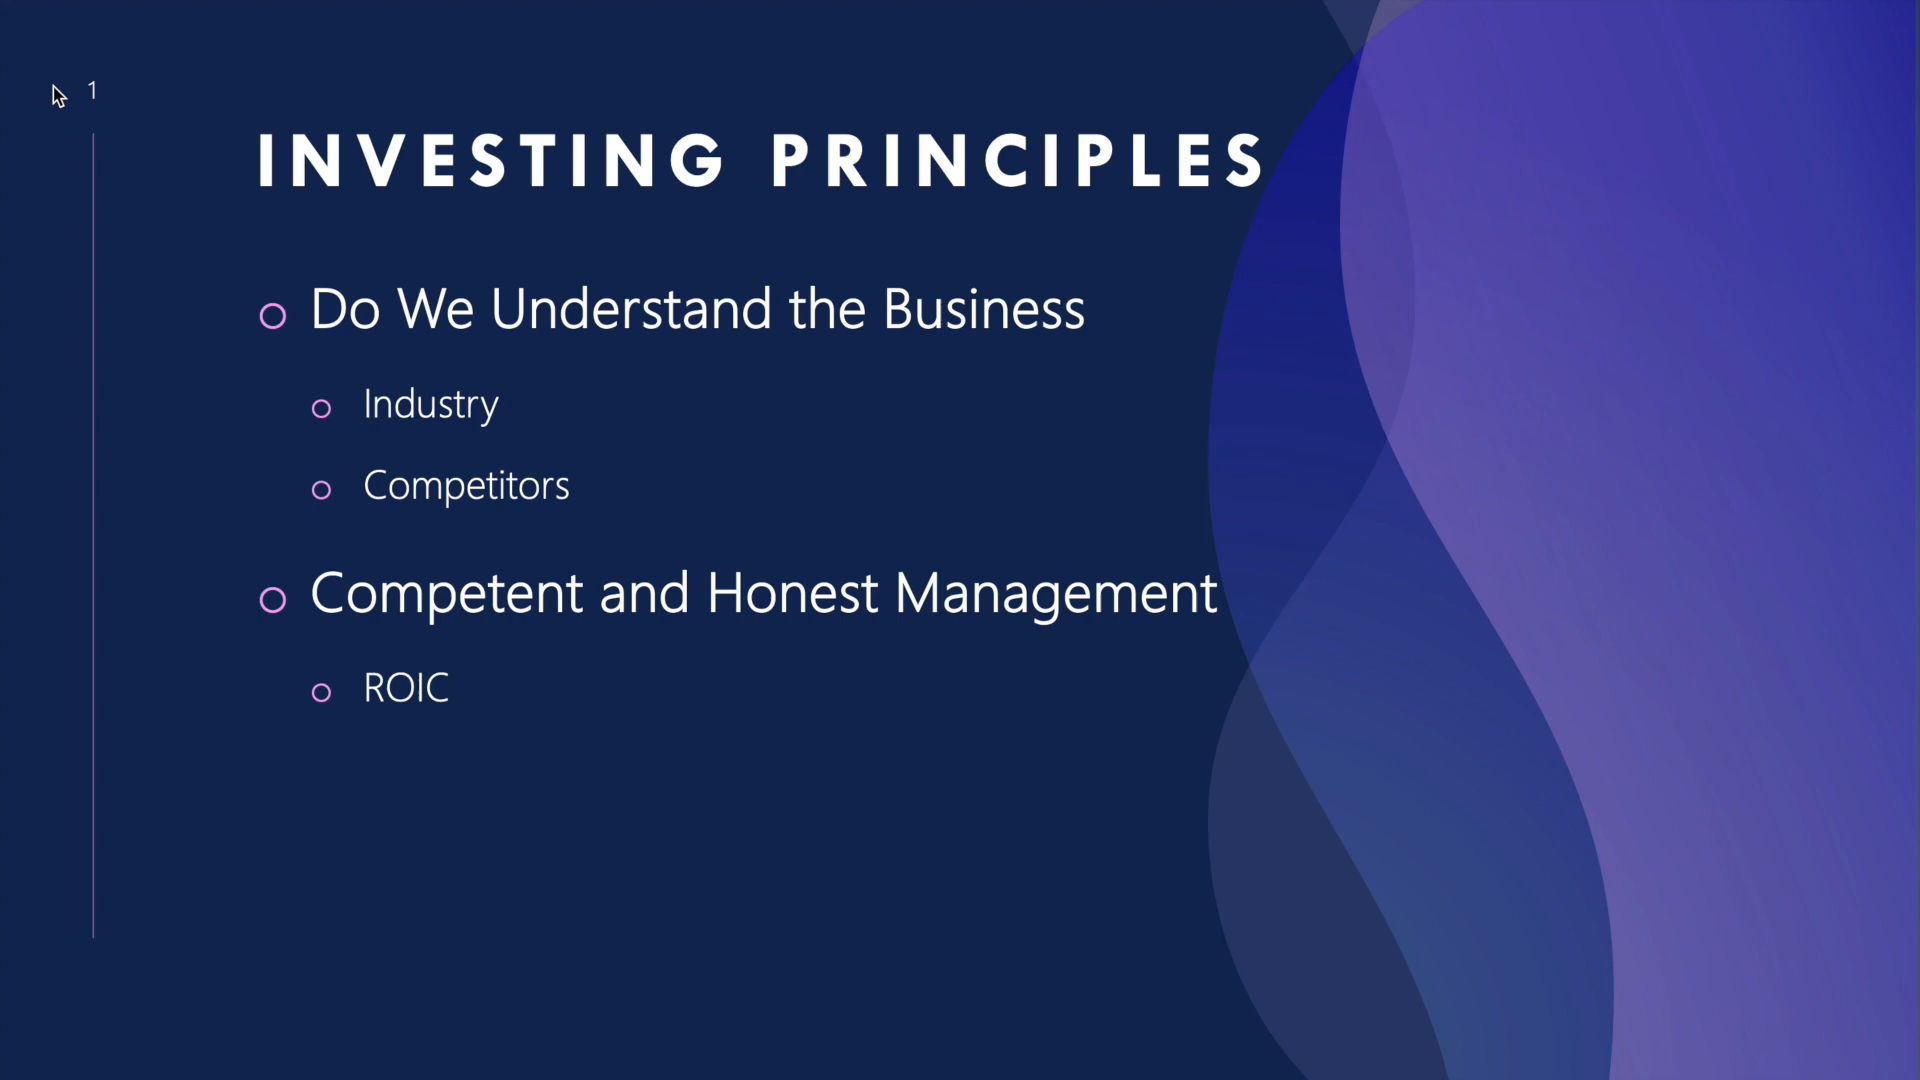 1
INVESTING PRINCIPLES
Do We Understand the Business
Industry
Competitors
Competent and Honest Management
ROIC